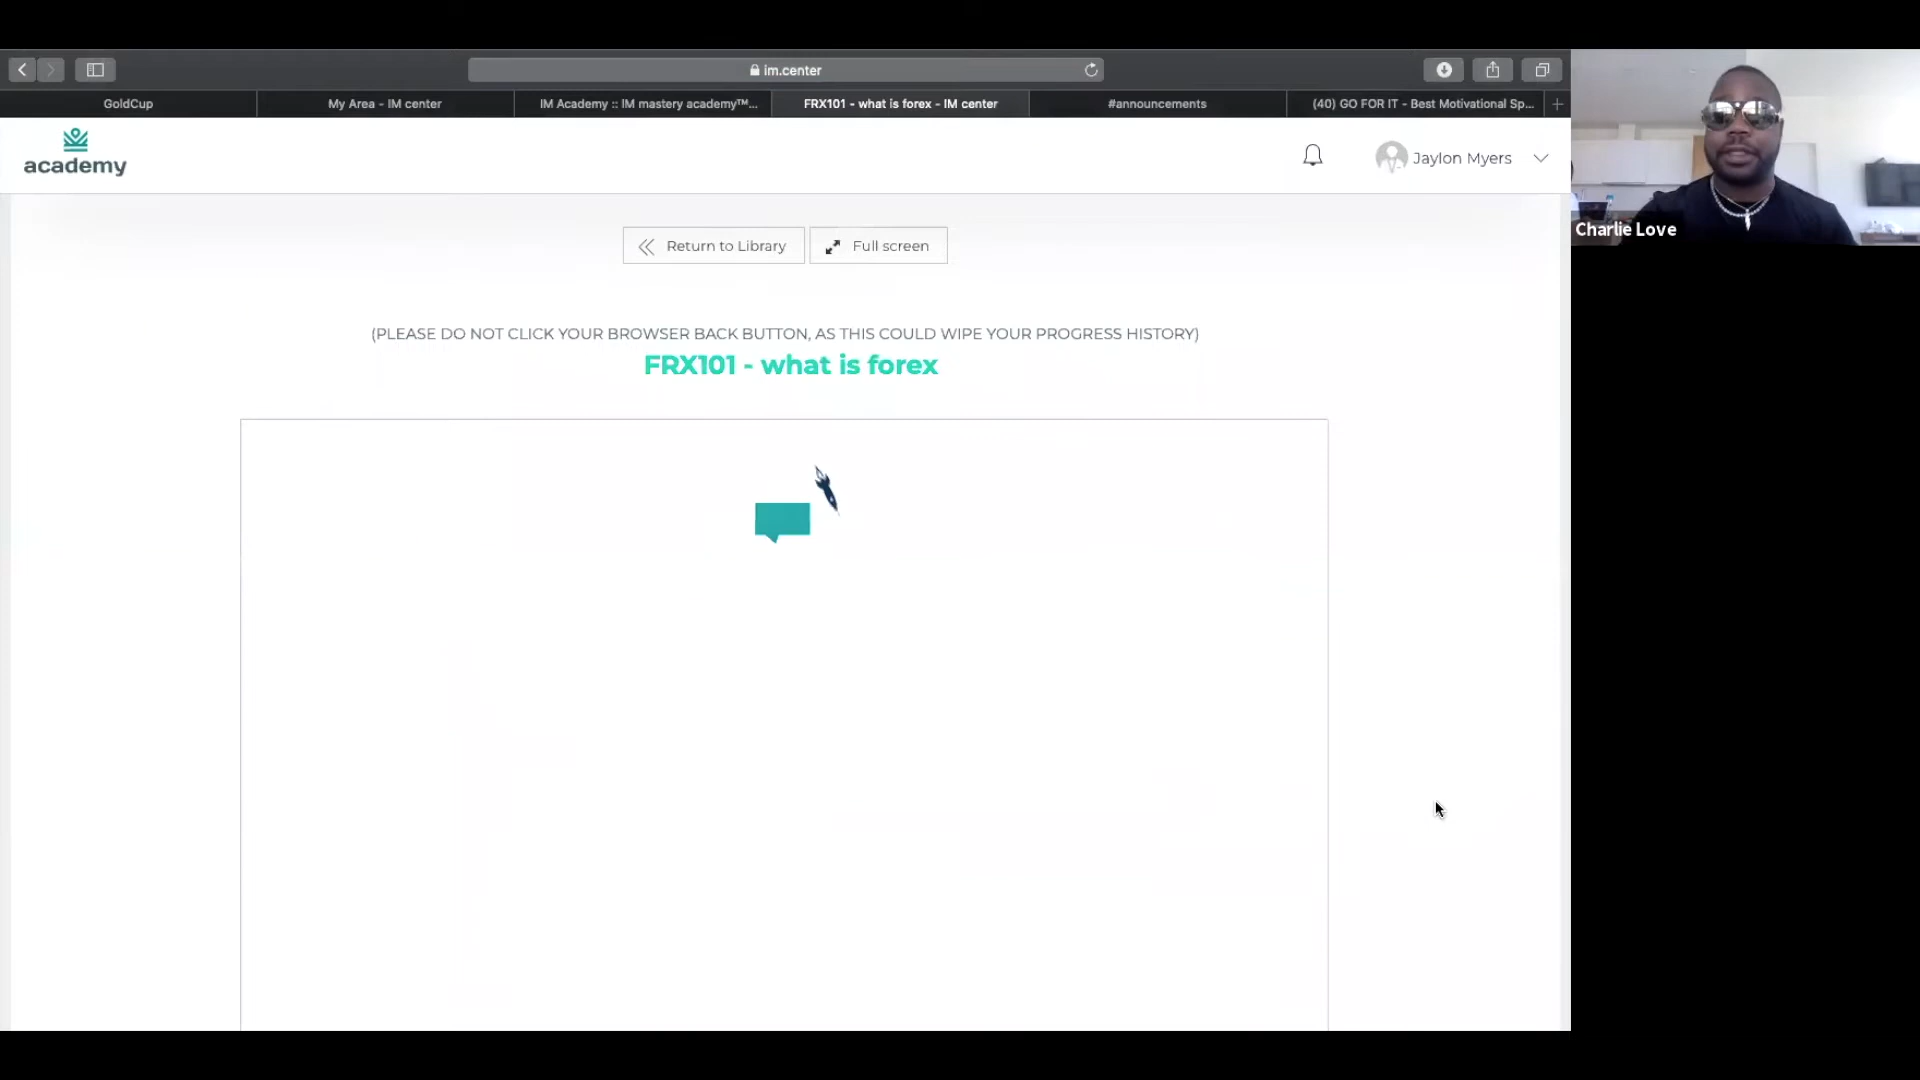 im.center
GoldCup
My Area - IM center
IM Academy :: IM mastery academy™...
FRX101 - what is forex - IM center
#announcements
(40) GO FOR IT - Best Motivational Sp...
academy
Jaylon Myers
Charlie Love
Return to Library
Full screen
(PLEASE DO NOT CLICK YOUR BROWSER BACK BUTTON, AS THIS COULD WIPE YOUR PROGRESS HISTORY)
FRX101 - what is forex